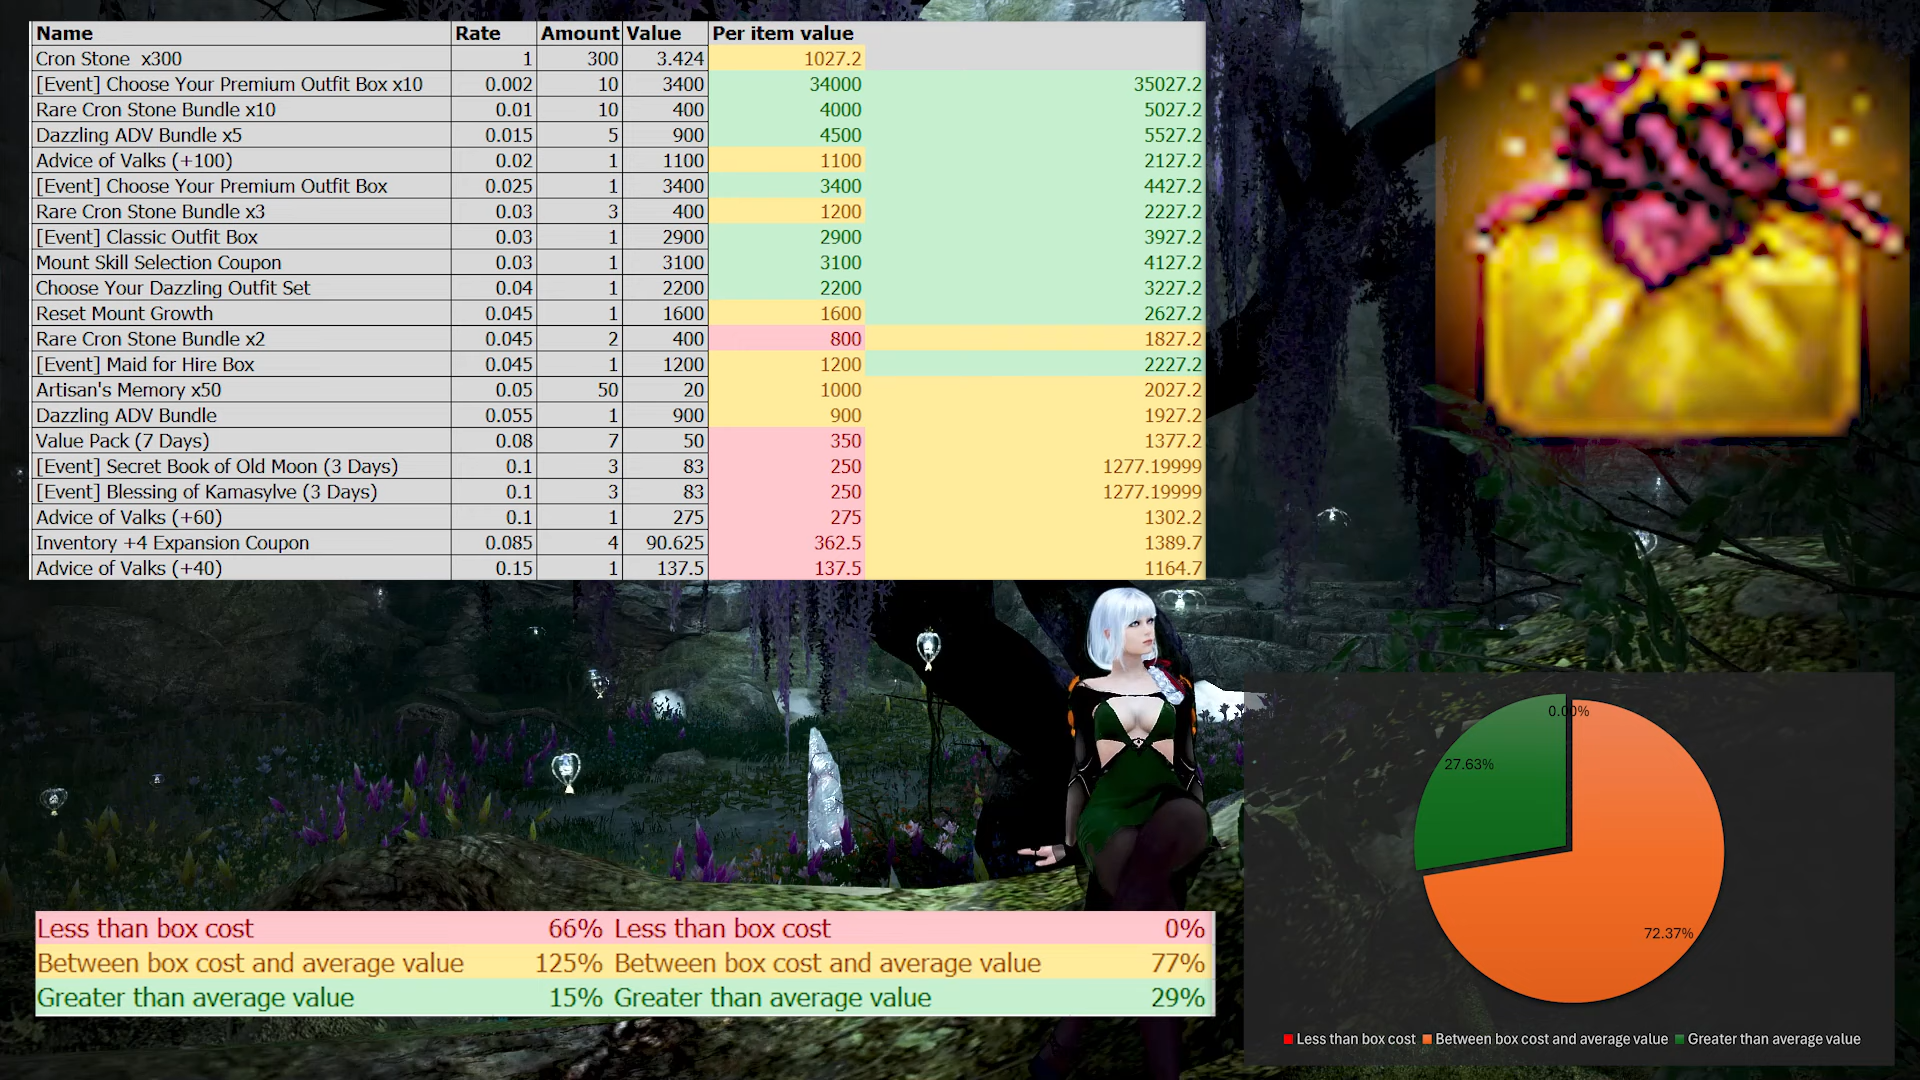 Name Rate Amount Value Per item value
Cron Stone x300 1 300 3.424 1027.2
[Event] Choose Your Premium Outfit Box x10 0.002 10 3400 34000 35027.2
Rare Cron Stone Bundle x10 0.01 10 400 4000 5027.2
Dazzling ADV Bundle x5 0.015 5 900 4500 5527.2
Advice of Valks (+100) 0.02 1 1100 1100 2127.2
[Event] Choose Your Premium Outfit Box 0.025 1 3400 3400 4427.2
Rare Cron Stone Bundle x3 0.03 3 400 1200 2227.2
[Event] Classic Outfit Box 0.03 1 2900 2900 3927.2
Mount Skill Selection Coupon 0.03 1 3100 3100 4127.2
Choose Your Dazzling Outfit Set 0.04 1 2200 2200 3227.2
Reset Mount Growth 0.045 1 1600 1600 2627.2
Rare Cron Stone Bundle x2 0.045 2 400 800 1827.2
[Event] Maid for Hire Box 0.045 1 1200 1200 2227.2
Artisan's Memory x50 0.05 50 20 1000 2027.2
Dazzling ADV Bundle 0.055 1 900 900 1927.2
Value Pack (7 Days) 0.08 7 50 350 1377.2
[Event] Secret Book of Old Moon (3 Days) 0.1 3 83 250 1277.19999
[Event] Blessing of Kamasylve (3 Days) 0.1 3 83 250 1277.19999
Advice of Valks (+60) 0.1 1 275 275 1302.2
Inventory +4 Expansion Coupon 0.085 4 90.625 362.5 1389.7
Advice of Valks (+40) 0.15 1 137.5 137.5 1164.7
0.00%
27.63%
72.37%
Less than box cost 66% Less than box cost 0%
Between box cost and average value 125% Between box cost and average value 77%
Greater than average value 15% Greater than average value 29%
Less than box cost Between box cost and average value Greater than average value